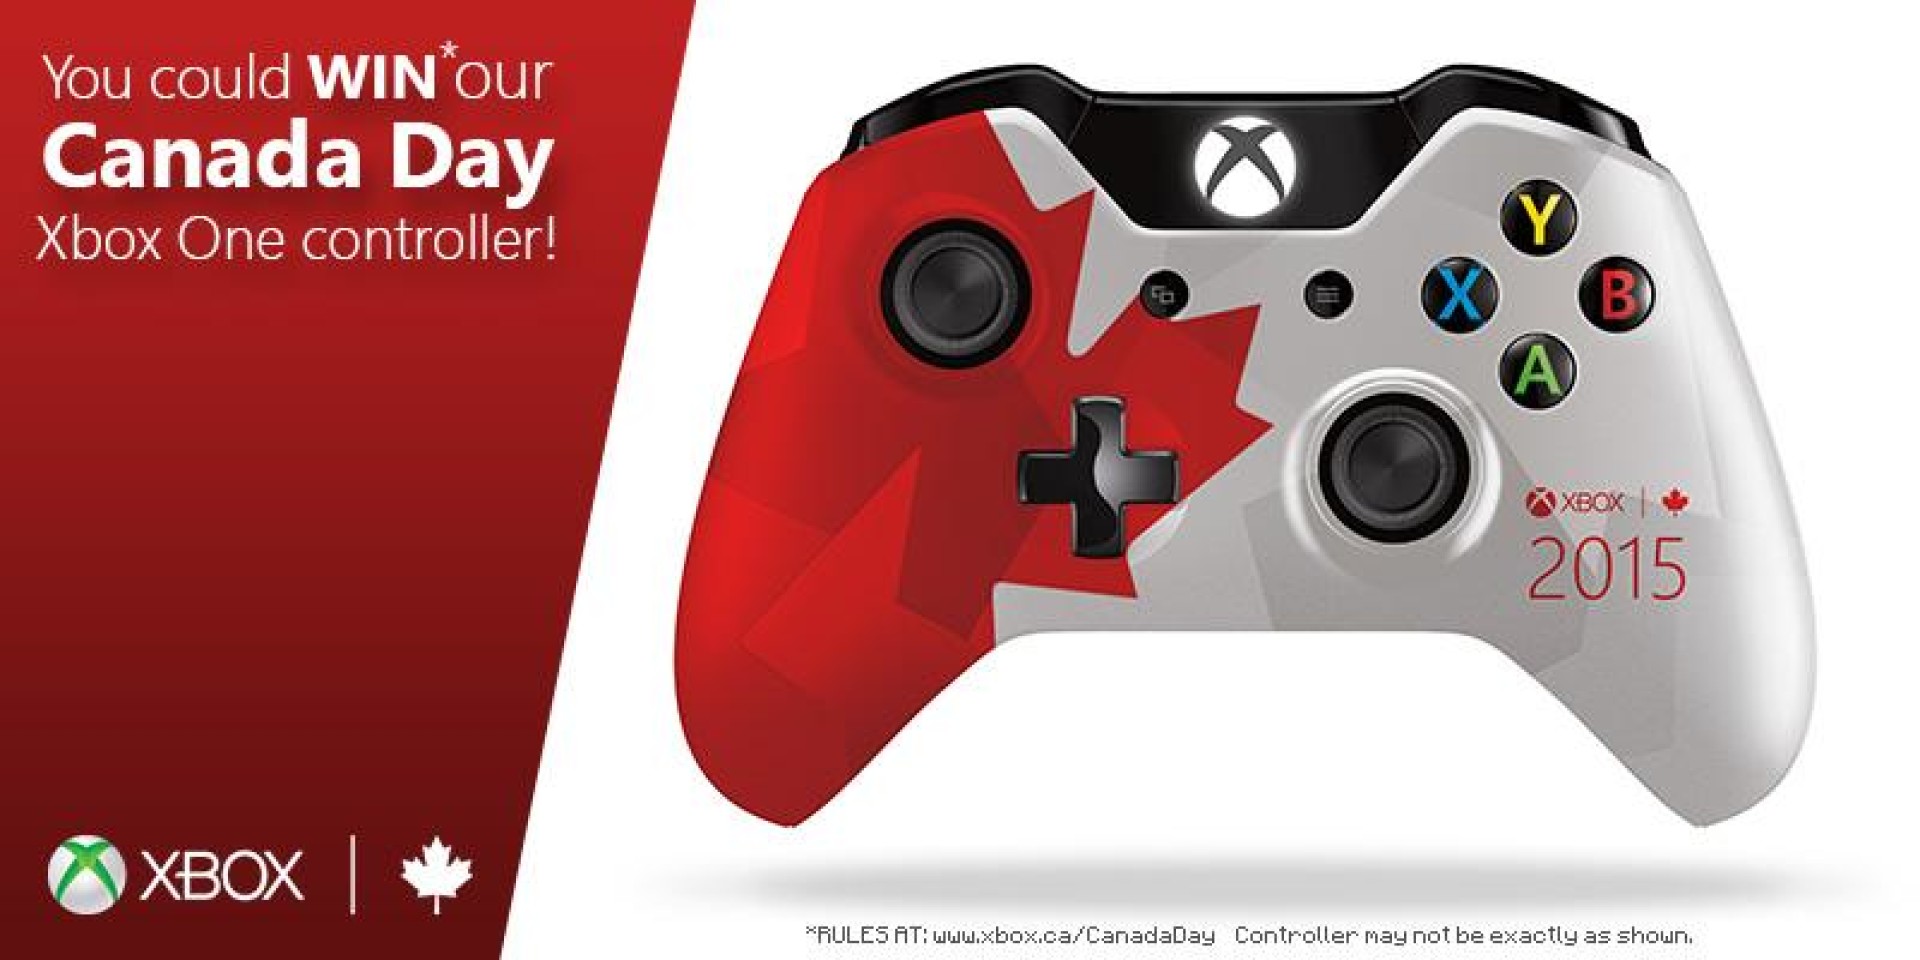 You could WIN* our
Canada Day
Xbox One controller!
Y
X
B
A
XBOX
2015
XBOX
*RULES AT: www.xbox.ca/CanadaDay Controller may not be exactly as shown.